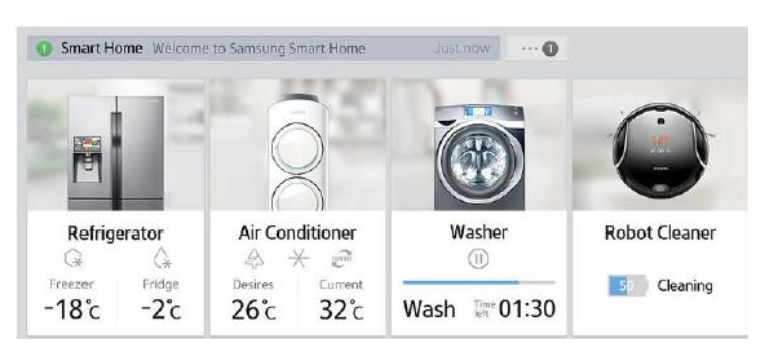 Smart Home Welcome to Samsung Smart Home Just now ... 1
Refrigerator
Freezer Fridge
-18°c -2°c
Air Conditioner
Desires Current
26°c 32°c
Washer
Wash Time left 01:30
Robot Cleaner
50 Cleaning